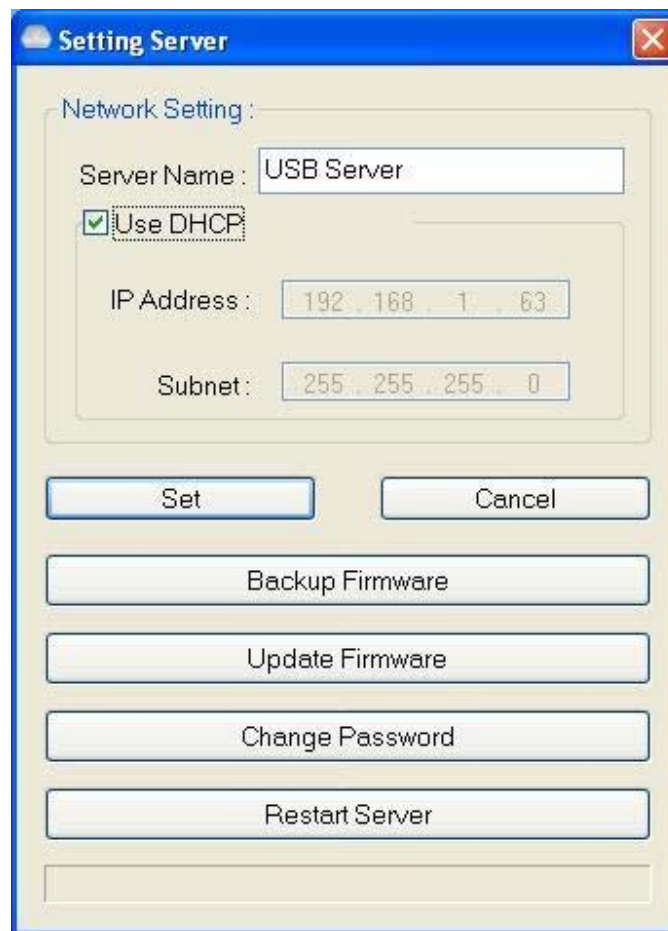 Setting Server
Network Setting :
Server Name : USB Server
Use DHCP
IP Address : 192 . 168 . 1 . 63
Subnet : 255 . 255 . 255 . 0
Set Cancel
Backup Firmware
Update Firmware
Change Password
Restart Server